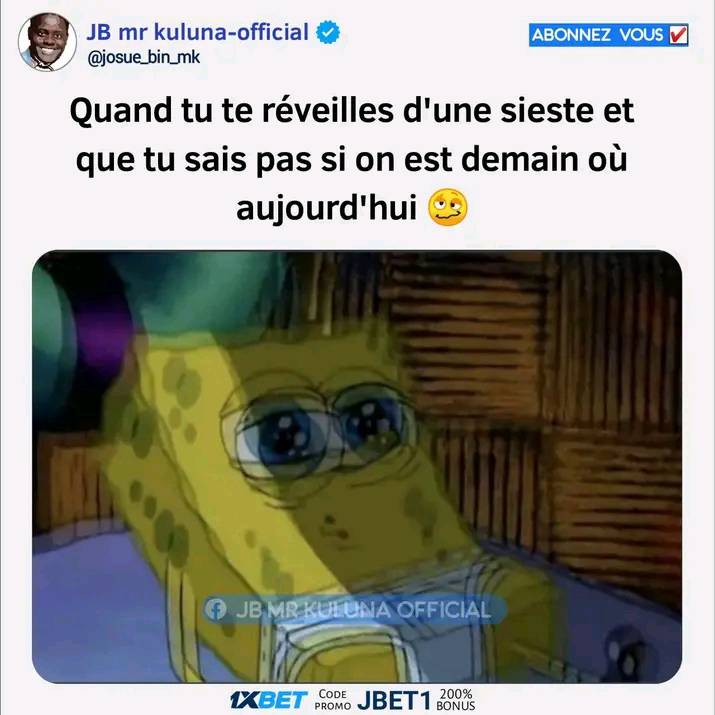 JB mr kuluna-official
@josue_bin_mk
ABONNEZ VOUS
Quand tu te réveilles d'une sieste et
que tu sais pas si on est demain où
aujourd'hui 🥴
JB MR KULUNA OFFICIAL
1XBET CODE PROMO JBET1 200% BONUS